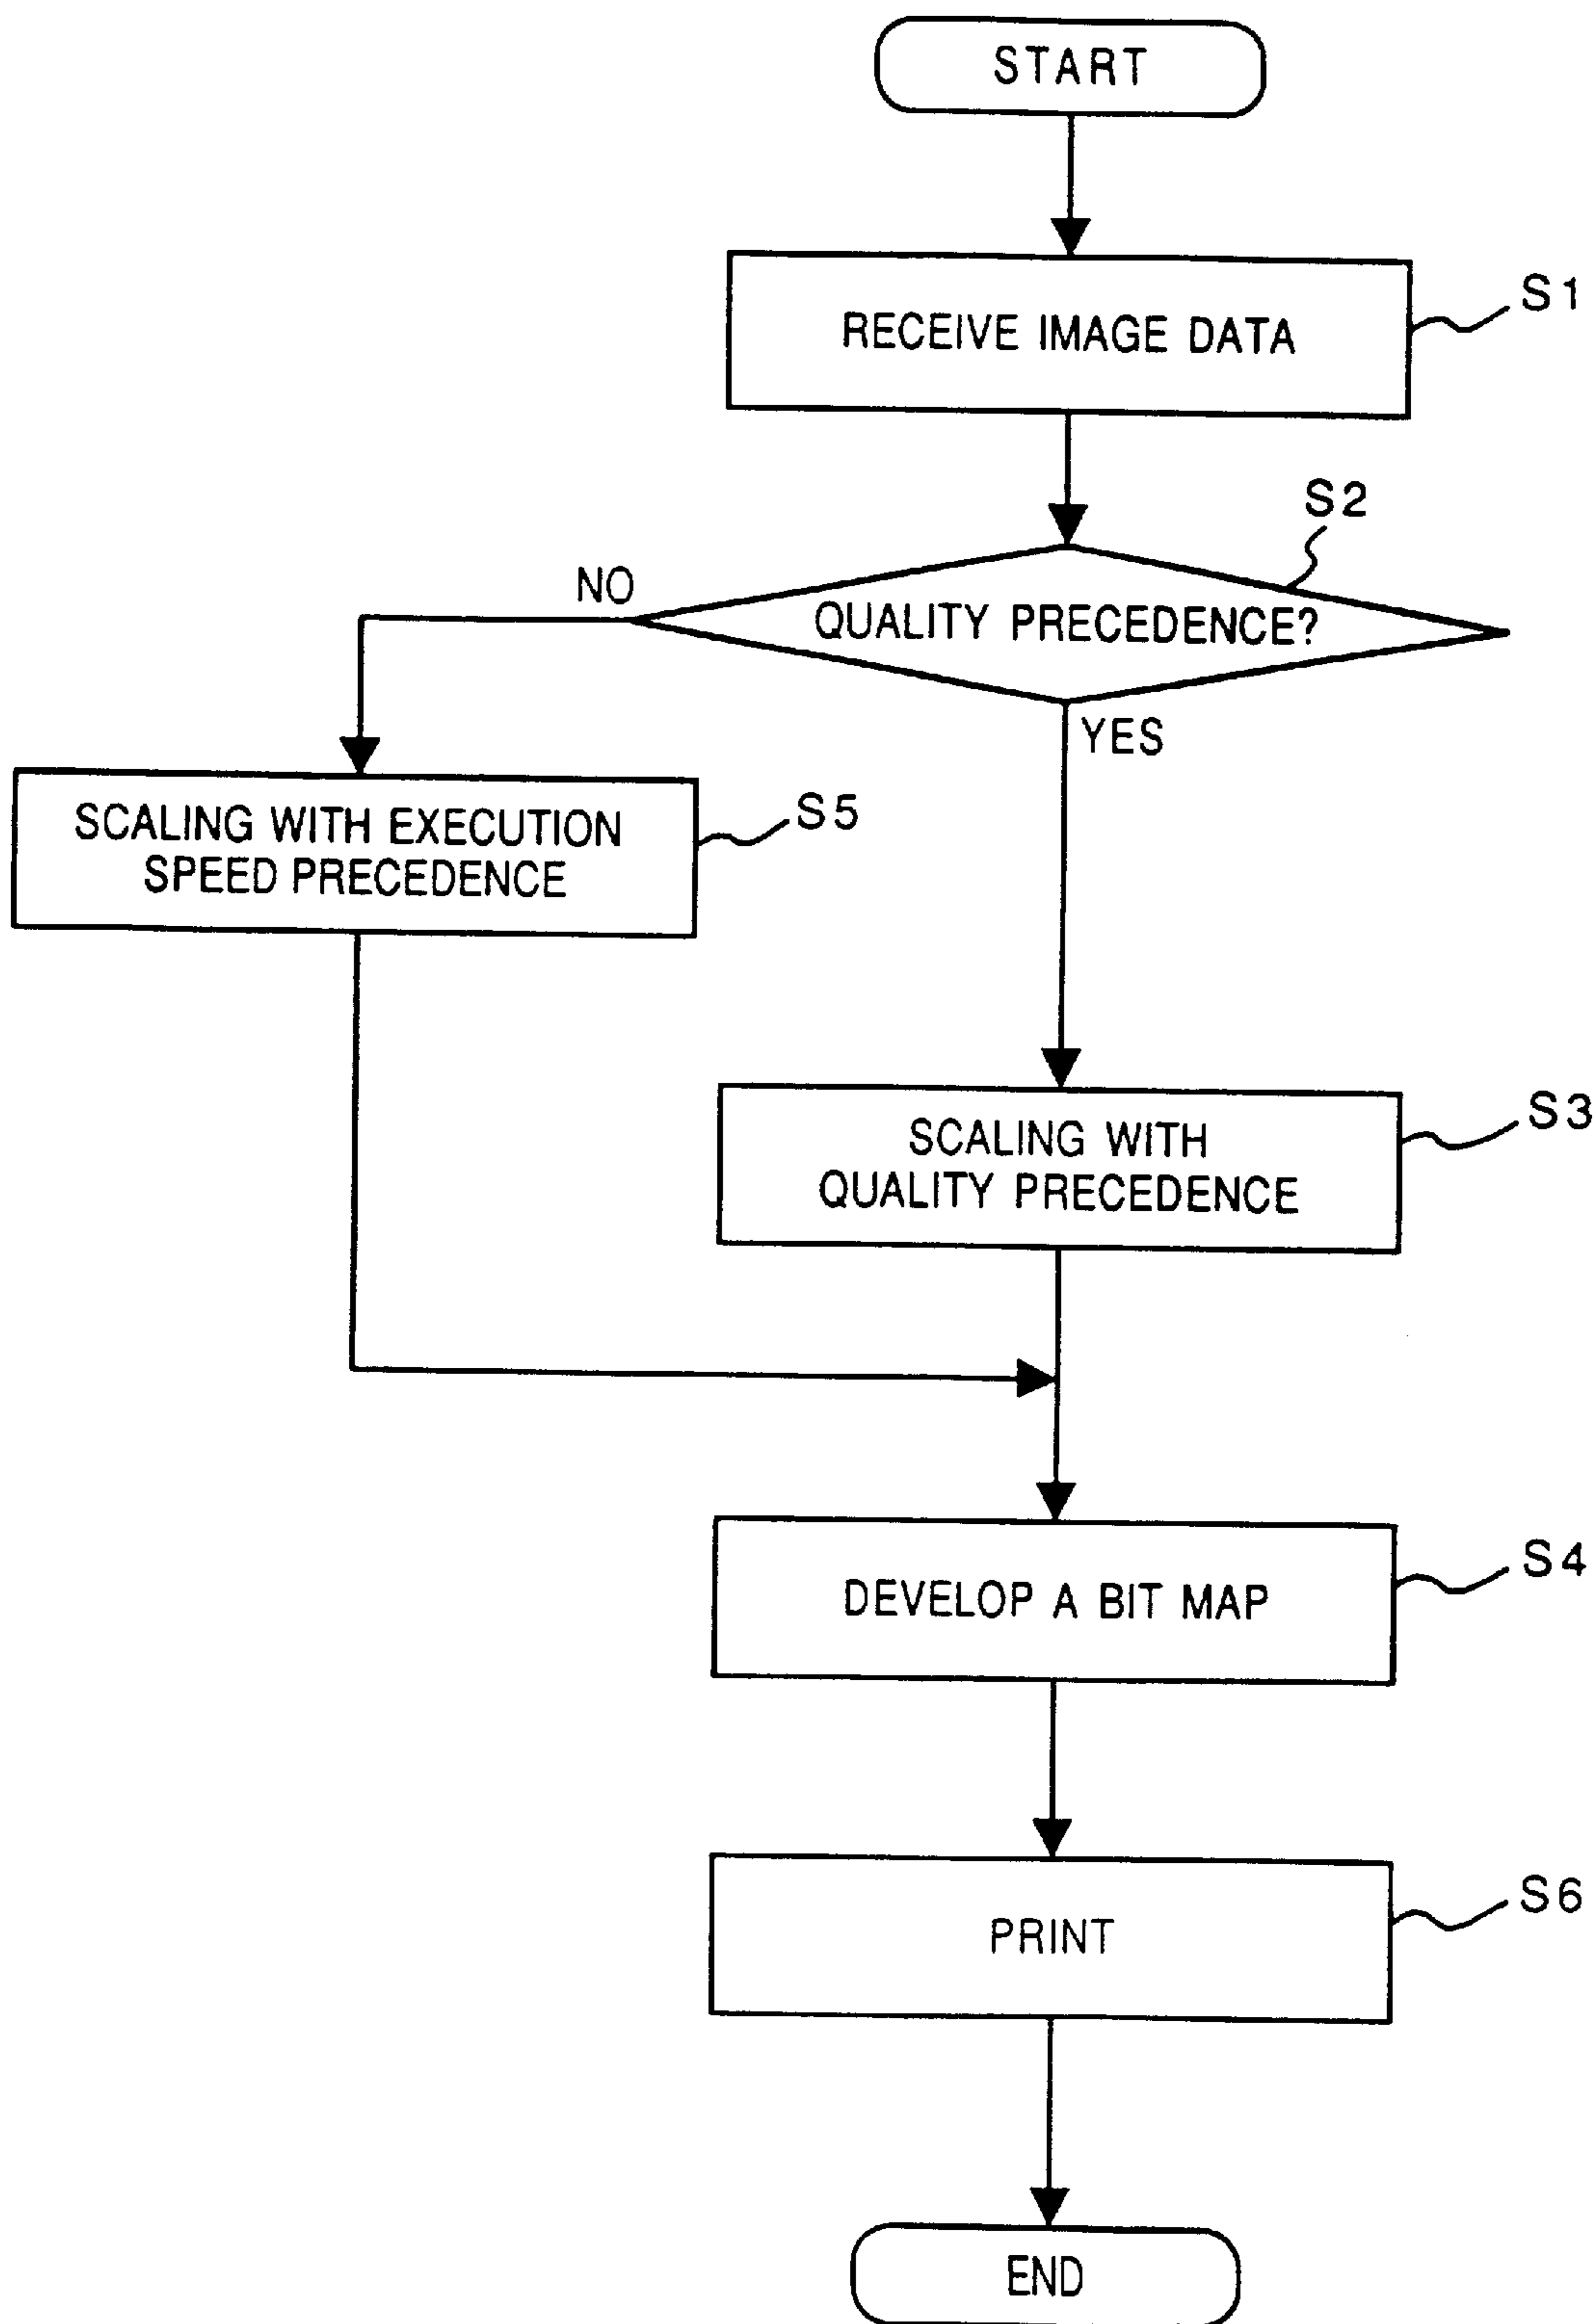 START
RECEIVE IMAGE DATA
S1
S2
NO
QUALITY PRECEDENCE?
YES
SCALING WITH EXECUTION
SPEED PRECEDENCE
S5
SCALING WITH
QUALITY PRECEDENCE
S3
DEVELOP A BIT MAP
S4
PRINT
S6
END